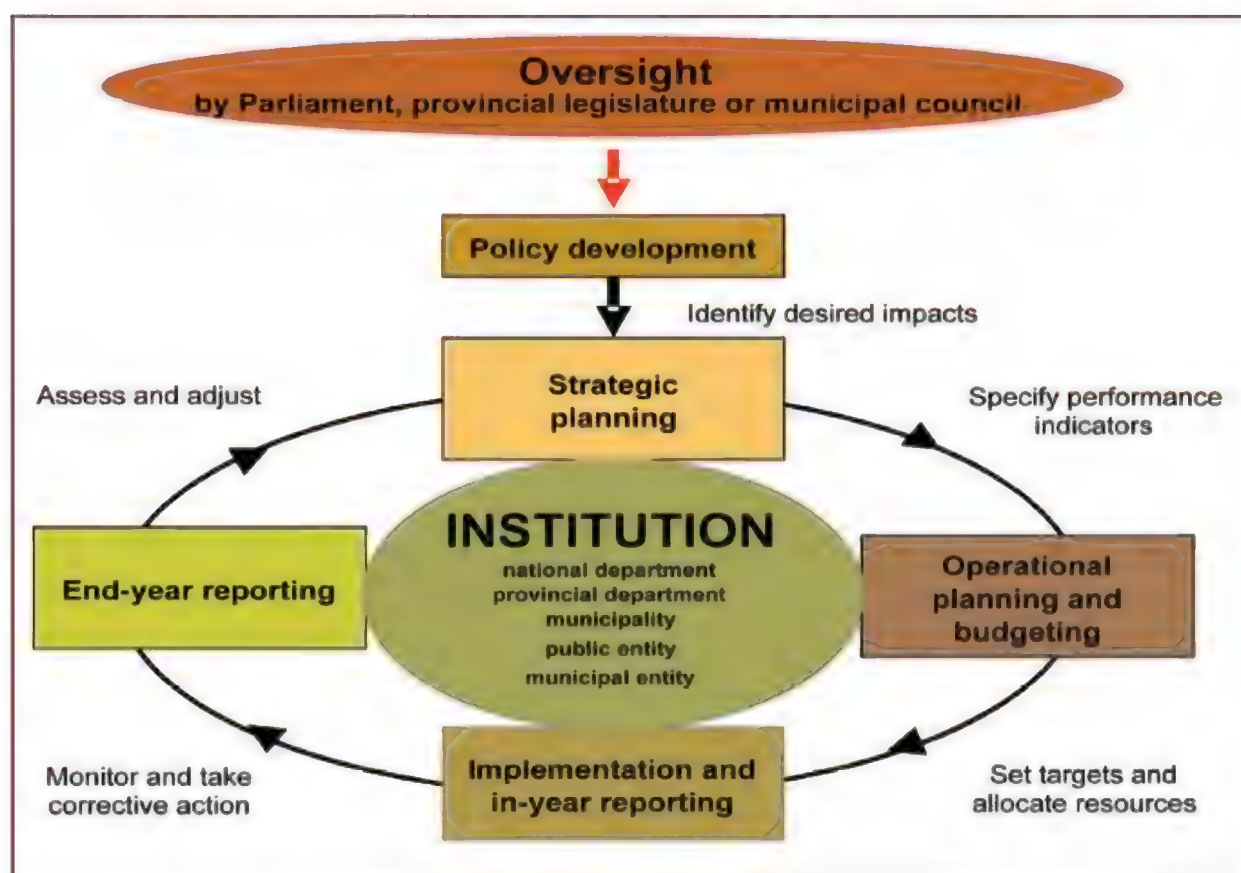 Oversight
by Parliament, provincial legislature or municipal council
Policy development
Identify desired impacts
Strategic
planning
Assess and adjust
Specify performance
indicators
INSTITUTION
national department
provincial department
municipality
public entity
municipal entity
End-year reporting
Operational
planning and
budgeting
Implementation and
in-year reporting
Monitor and take
corrective action
Set targets and
allocate resources